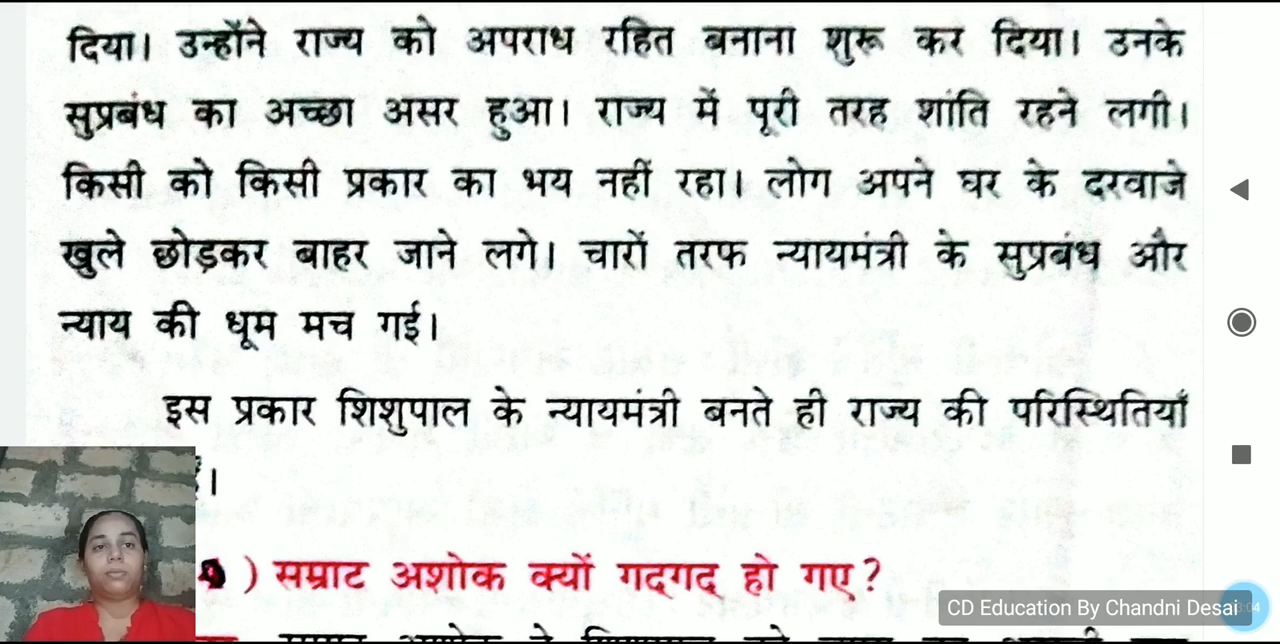 दिया। उन्होंने राज्य को अपराध रहित बनाना शुरू कर दिया। उनके
सुप्रबंध का अच्छा असर हुआ। राज्य में पूरी तरह शांति रहने लगी।
किसी को किसी प्रकार का भय नहीं रहा। लोग अपने घर के दरवाजे
खुले छोड़कर बाहर जाने लगे। चारों तरफ न्यायमंत्री के सुप्रबंध और
न्याय की धूम मच गई।
इस प्रकार शिशुपाल के न्यायमंत्री बनते ही राज्य की परिस्थितियाँ
।
) सम्राट अशोक क्यों गदगद हो गए?
CD Education By Chandni Desai